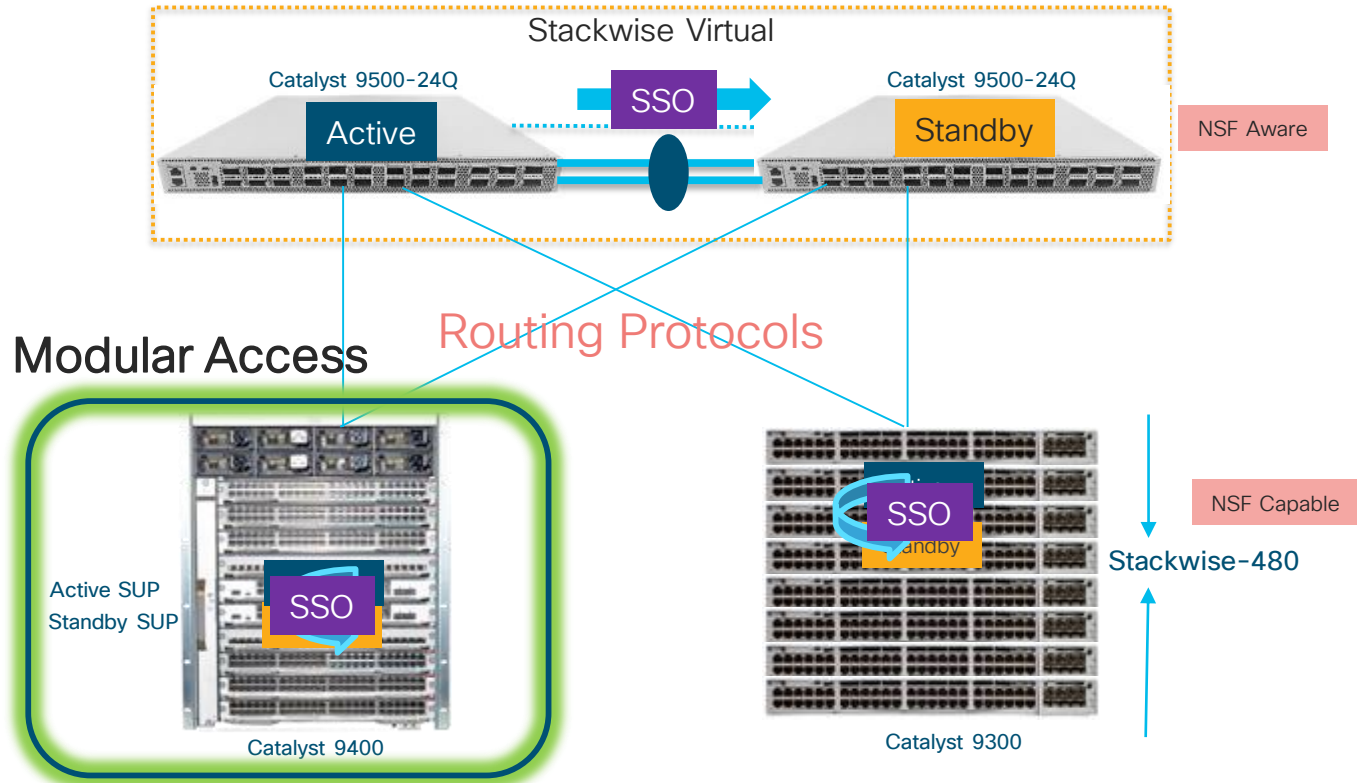 Stackwise Virtual
Catalyst 9500-24Q
Catalyst 9500-24Q
SSO
Active
Standby
NSF Aware
Routing Protocols
Modular Access
Active SUP
Standby SUP
SSO
Catalyst 9400
SSO
NSF Capable
Stackwise-480
Catalyst 9300